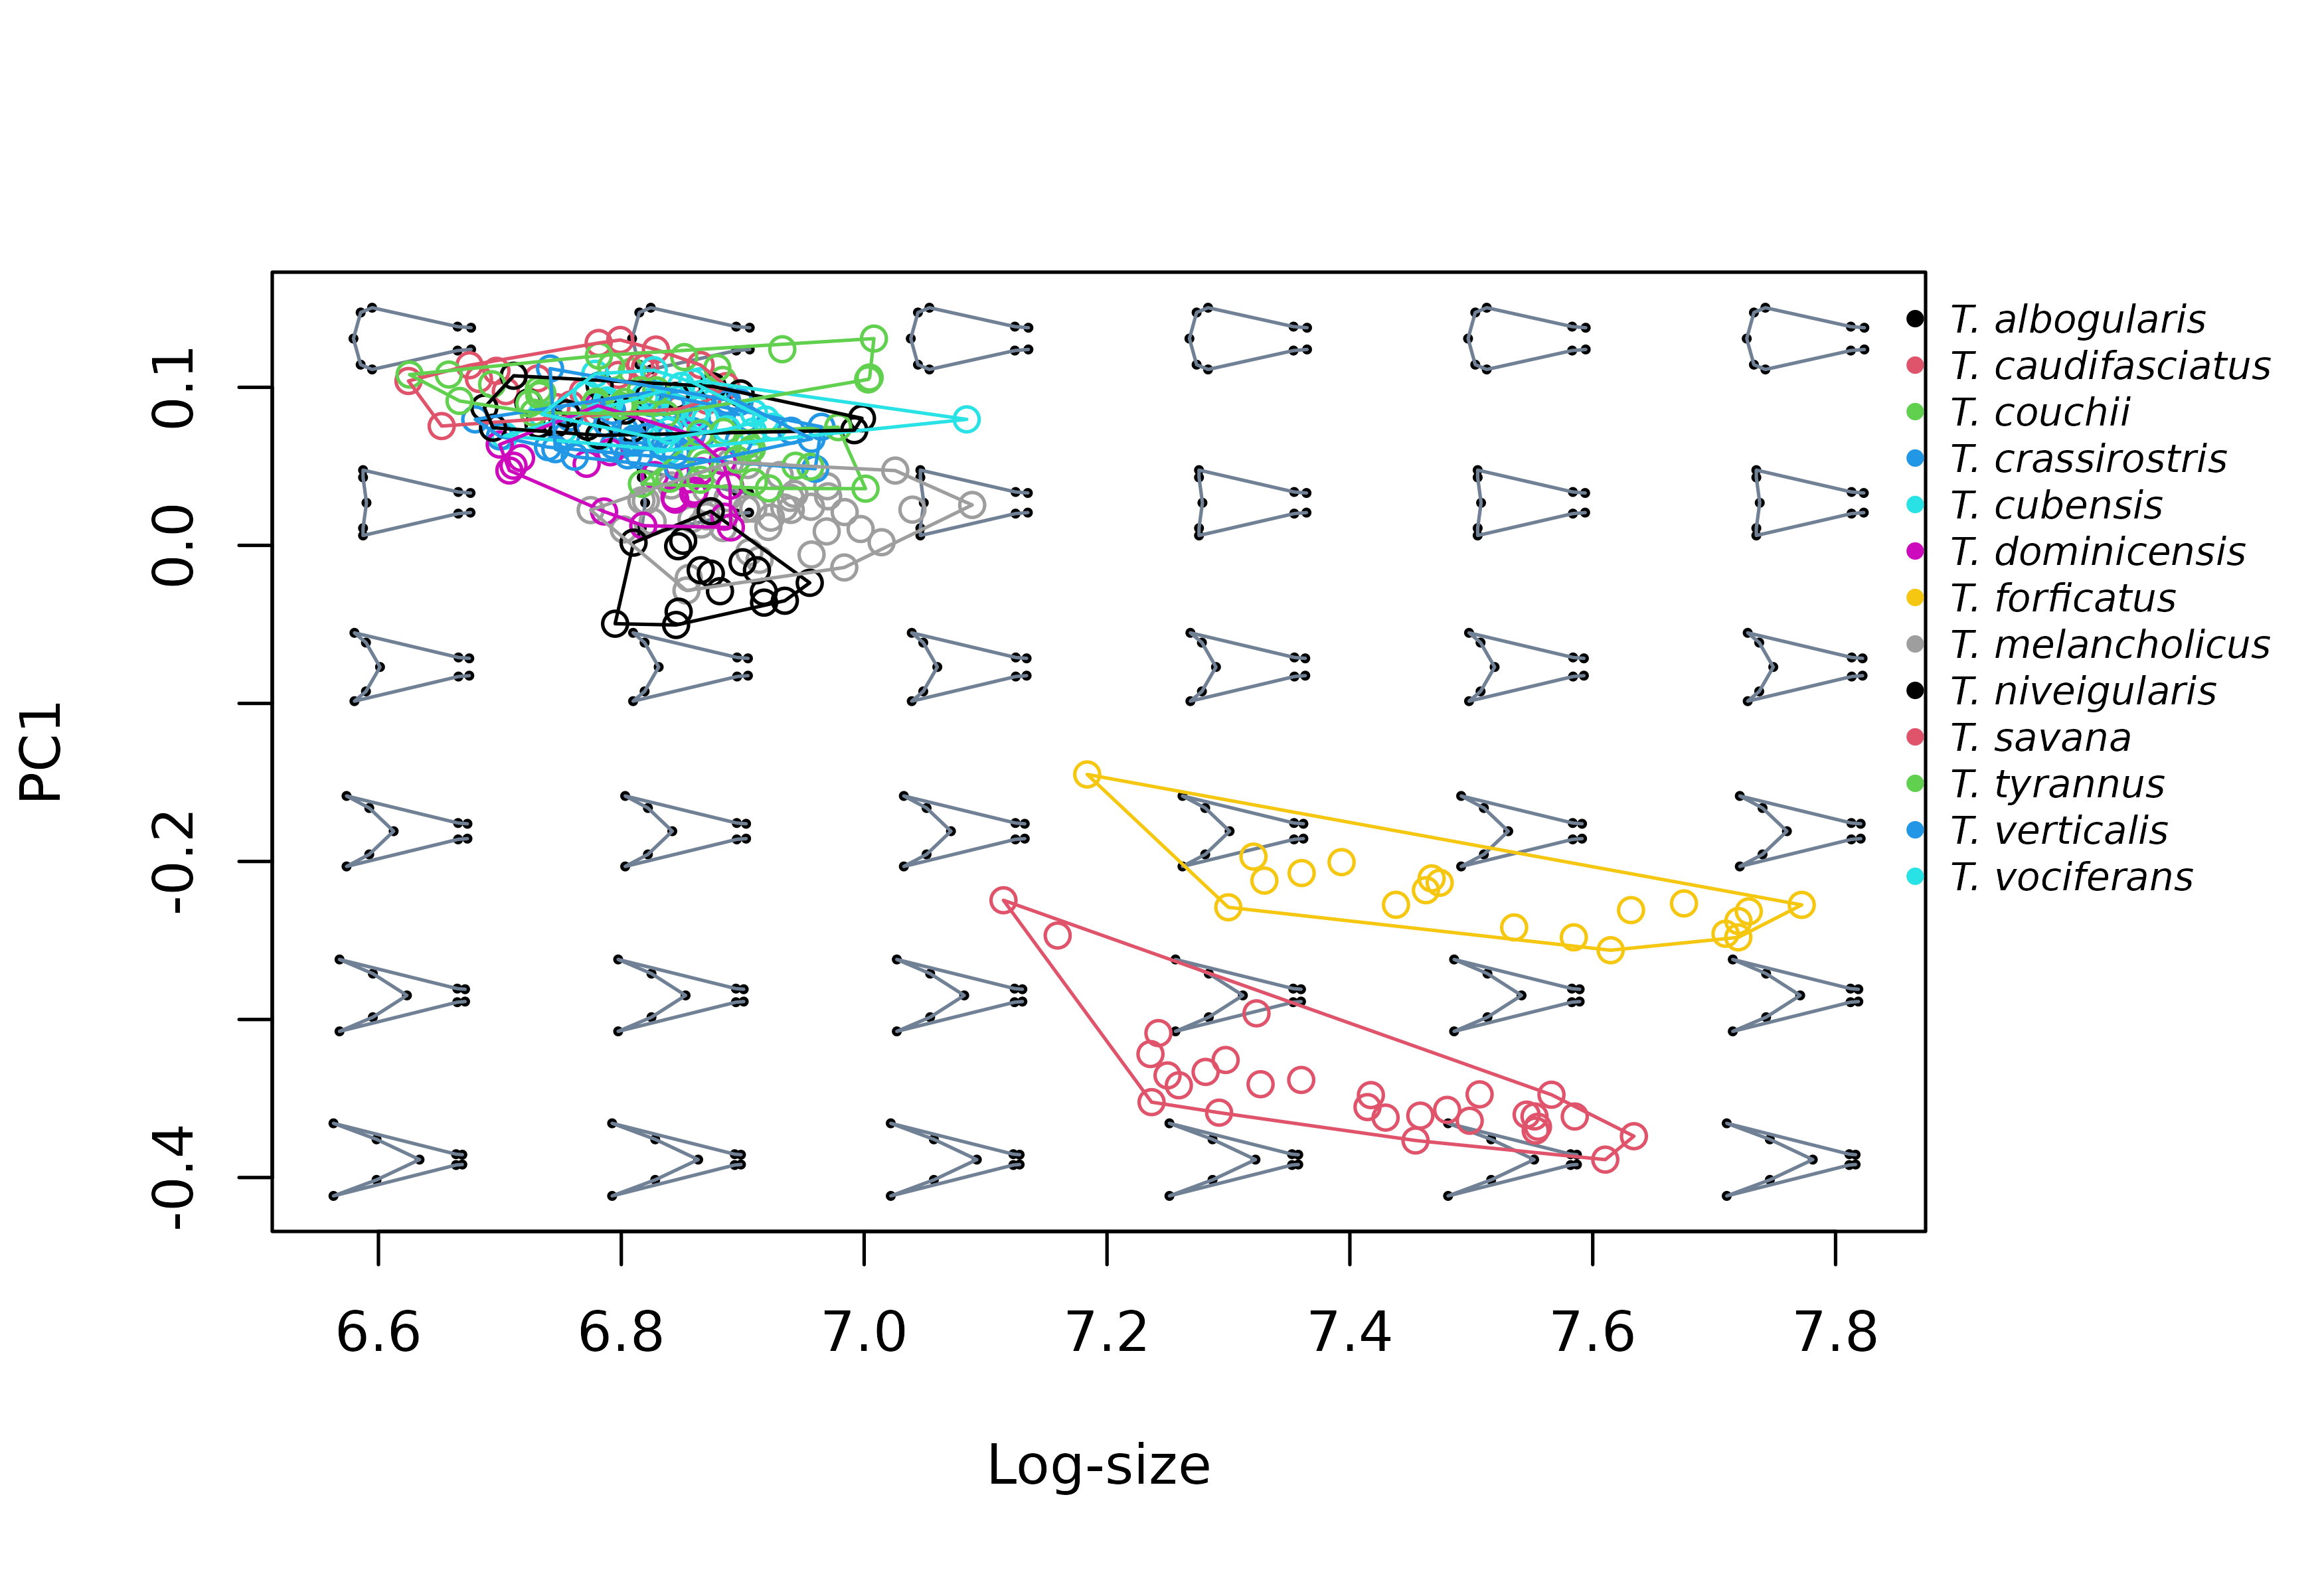 PC1
0.1
0.0
-0.2
-0.4
6.6 6.8 7.0 7.2 7.4 7.6 7.8
Log-size
T. albogularis
T. caudifasciatus
T. couchii
T. crassirostris
T. cubensis
T. dominicensis
T. forficatus
T. melancholicus
T. niveigularis
T. savana
T. tyrannus
T. verticalis
T. vociferans